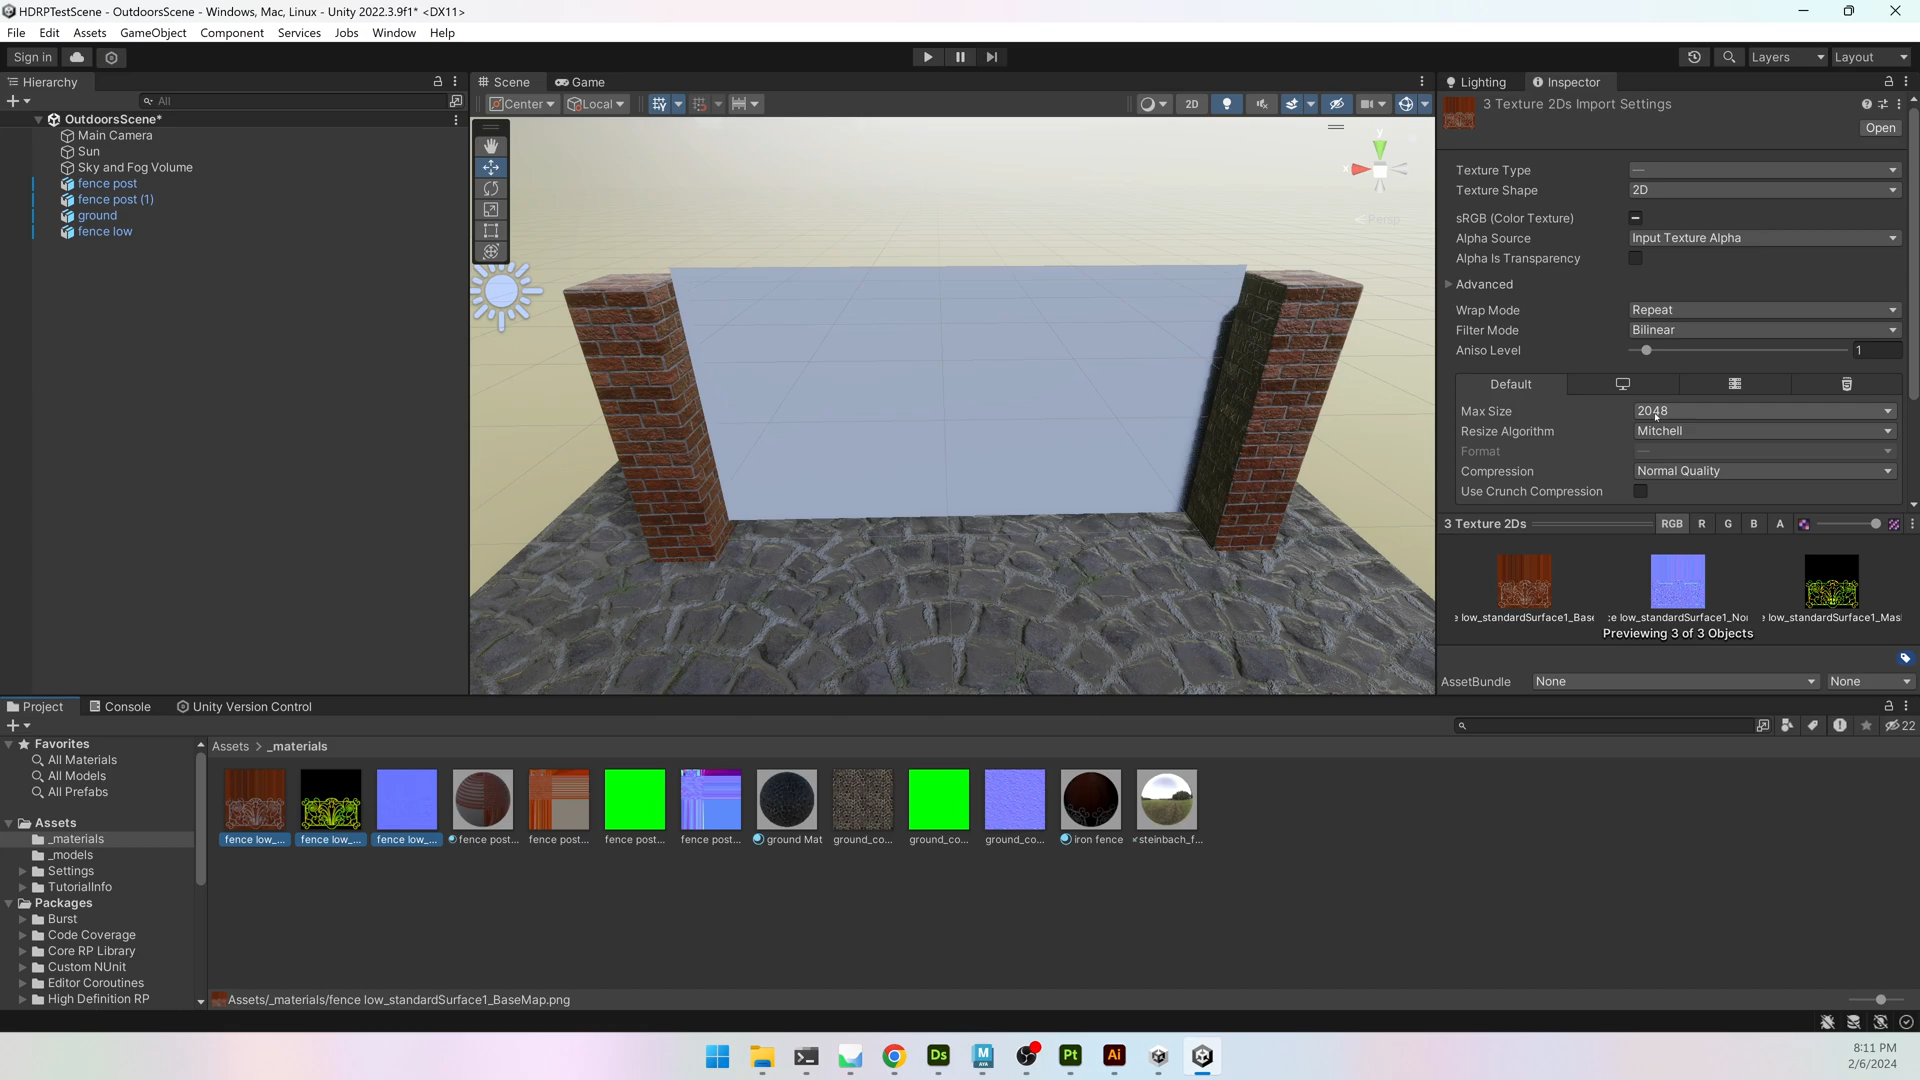 HDRPTestScene - OutdoorsScene - Windows, Mac, Linux - Unity 2022.3.9f1* <DX11>
File Edit Assets GameObject Component Services Jobs Window Help
Sign in
Layers Layout
Hierarchy
All
OutdoorsScene*
Main Camera
Sun
Sky and Fog Volume
fence post
fence post (1)
ground
fence low
Scene Game
Center Local 2D
y
x
< Persp
Lighting Inspector
3 Texture 2Ds Import Settings
Open
Texture Type —
Texture Shape 2D
sRGB (Color Texture)
Alpha Source Input Texture Alpha
Alpha Is Transparency
Advanced
Wrap Mode Repeat
Filter Mode Bilinear
Aniso Level 1
Default
Max Size 2048
Resize Algorithm Mitchell
Format —
Compression Normal Quality
Use Crunch Compression
3 Texture 2Ds RGB R G B A
e low_standardSurface1_Base :e low_standardSurface1_Nor e low_standardSurface1_Mas
Previewing 3 of 3 Objects
AssetBundle None None
Project Console Unity Version Control
22
Favorites
All Materials
All Models
All Prefabs
Assets
_materials
_models
Settings
TutorialInfo
Packages
Burst
Code Coverage
Core RP Library
Custom NUnit
Editor Coroutines
High Definition RP
Assets > _materials
fence low_... fence low_... fence low_... fence post... fence post... fence post... fence post... ground Mat ground_co... ground_co... ground_co... iron fence steinbach_f...
Assets/_materials/fence low_standardSurface1_BaseMap.png
Ds M AYA Pt Ai
8:11 PM
2/6/2024